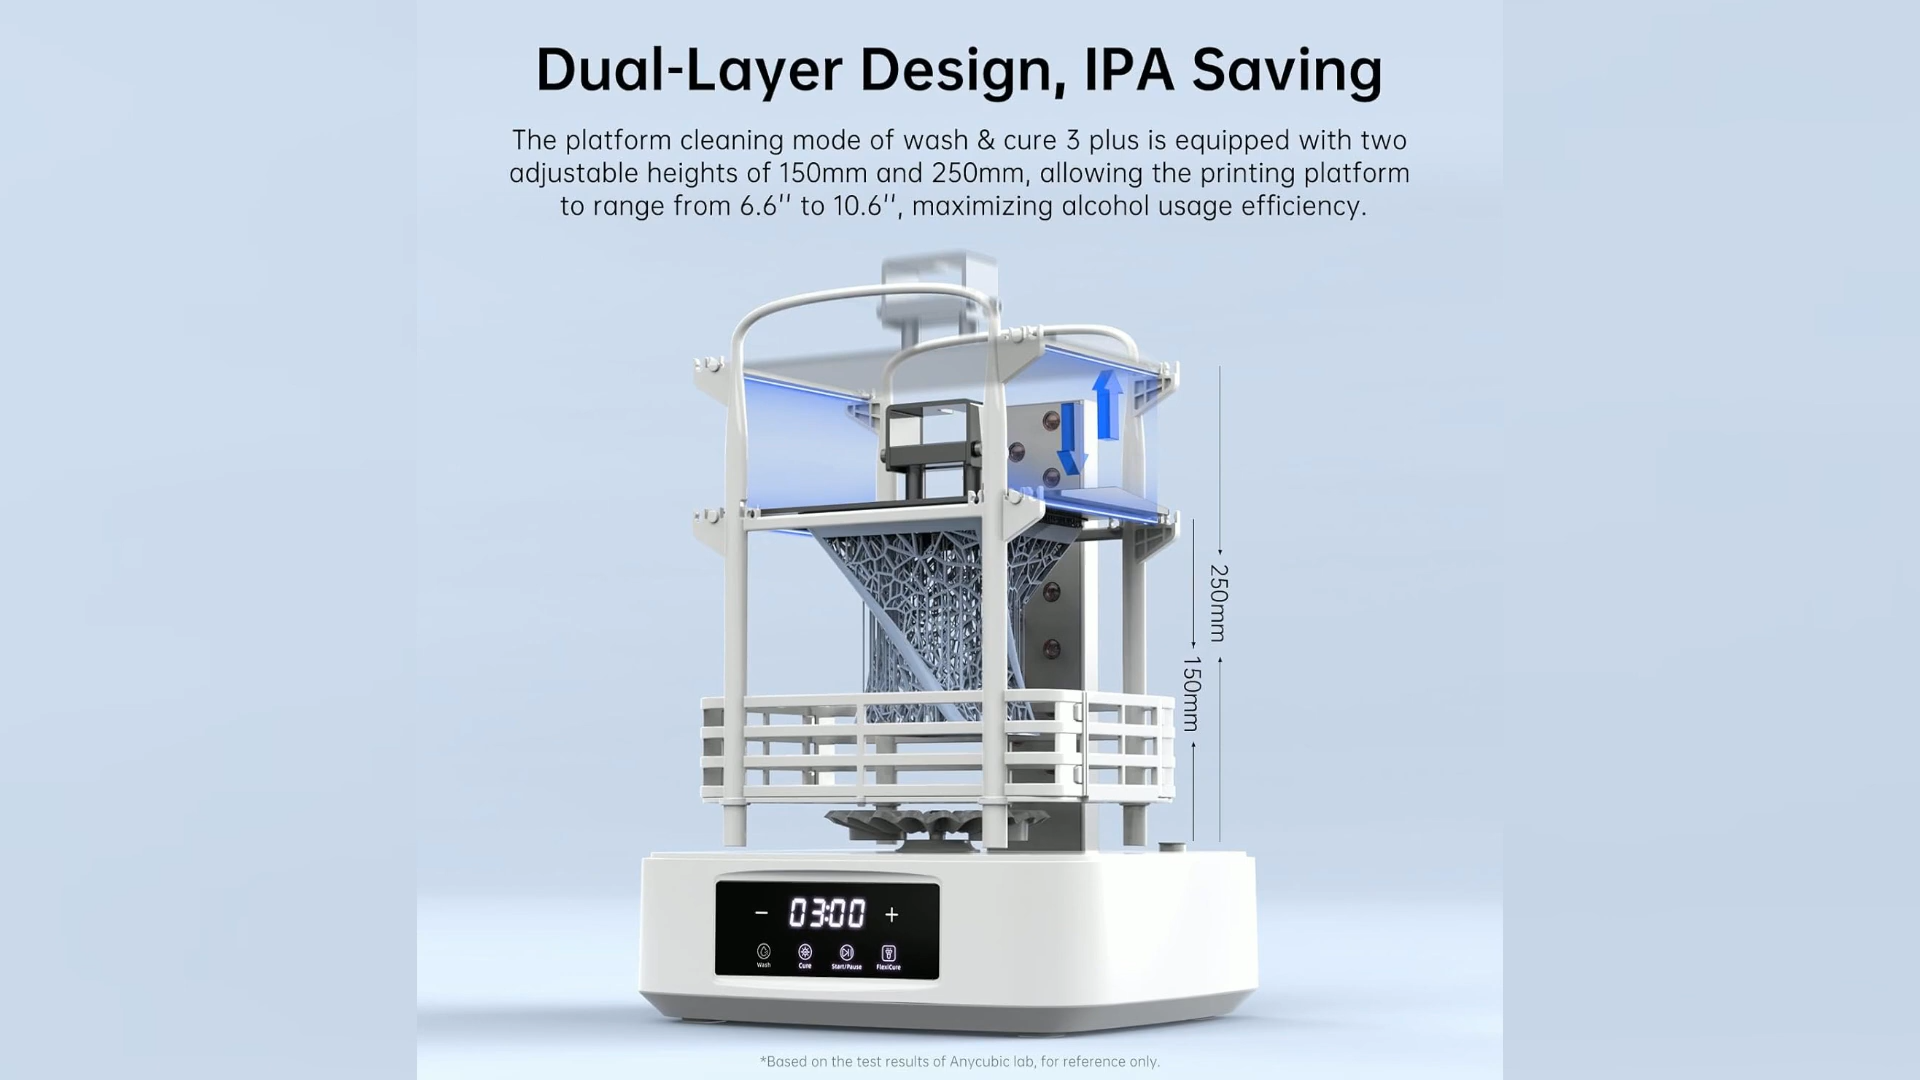 Dual-Layer Design, IPA Saving
The platform cleaning mode of wash & cure 3 plus is equipped with two
adjustable heights of 150mm and 250mm, allowing the printing platform
to range from 6.6'' to 10.6'', maximizing alcohol usage efficiency.
250mm
150mm
− 03:00 +
Wash Cure Start/Pause FlexiCure
*Based on the test results of Anycubic lab, for reference only.